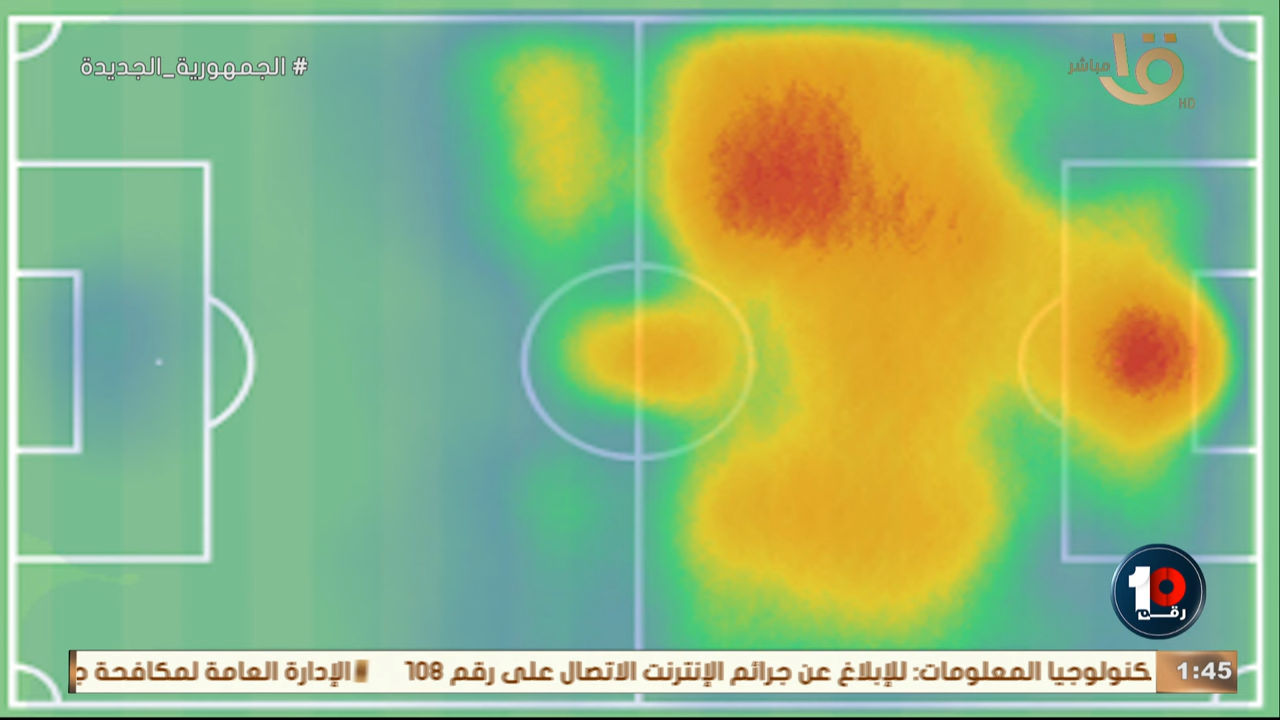 # الجمهورية_الجديدة
مباشر
HD
10
رقم
1:45
كنولوجيا المعلومات: للإبلاغ عن جرائم الإنترنت الاتصال على رقم 108
الإدارة العامة لمكافحة